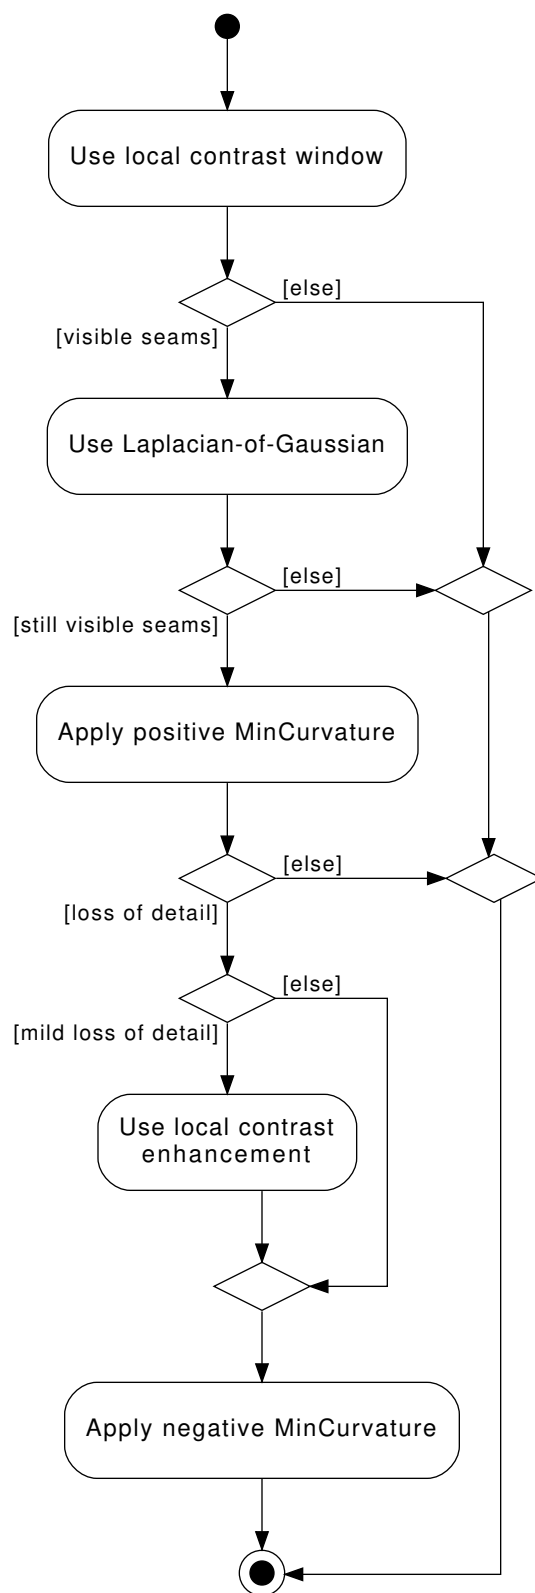 Use local contrast window
[else]
[visible seams]
Use Laplacian-of-Gaussian
[else]
[still visible seams]
Apply positive MinCurvature
[else]
[loss of detail]
[else]
[mild loss of detail]
Use local contrast
enhancement
Apply negative MinCurvature